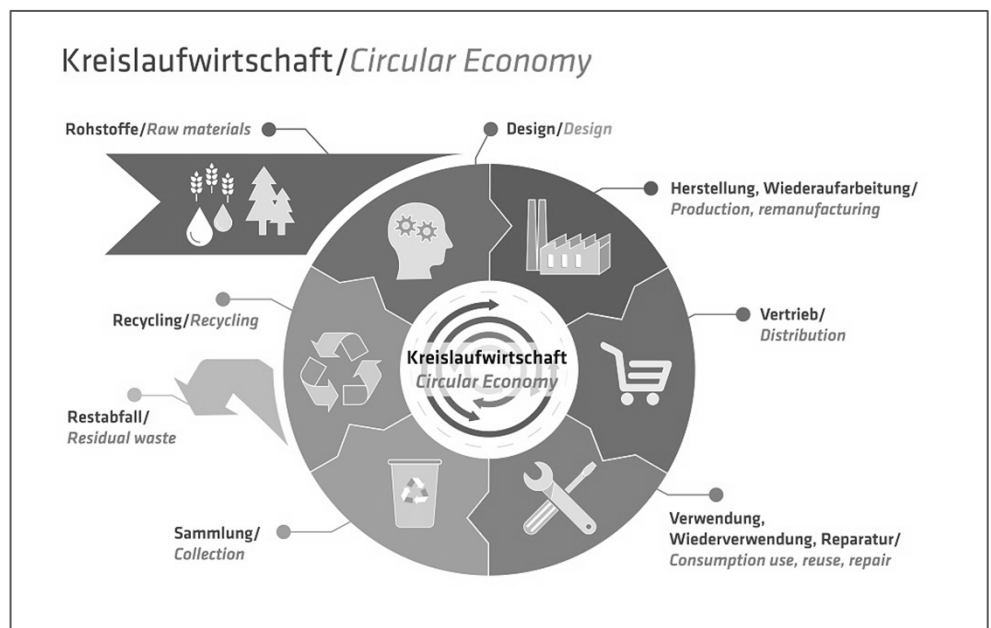 Kreislaufwirtschaft/Circular Economy
Rohstoffe/Raw materials
Design/Design
Herstellung, Wiederaufarbeitung/
Production, remanufacturing
Recycling/Recycling
Vertrieb/
Distribution
Kreislaufwirtschaft
Circular Economy
Restabfall/
Residual waste
Sammlung/
Collection
Verwendung,
Wiederverwendung, Reparatur/
Consumption use, reuse, repair